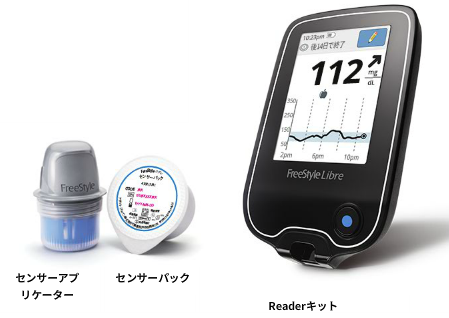 10:23pm
後14日で終了
112
mg
dL
350
250
150
50
2pm
6pm
10pm
FreeStyle Libre
FreeStyle
センサーパック
センサーアプ
リケーター
センサーパック
Readerキット